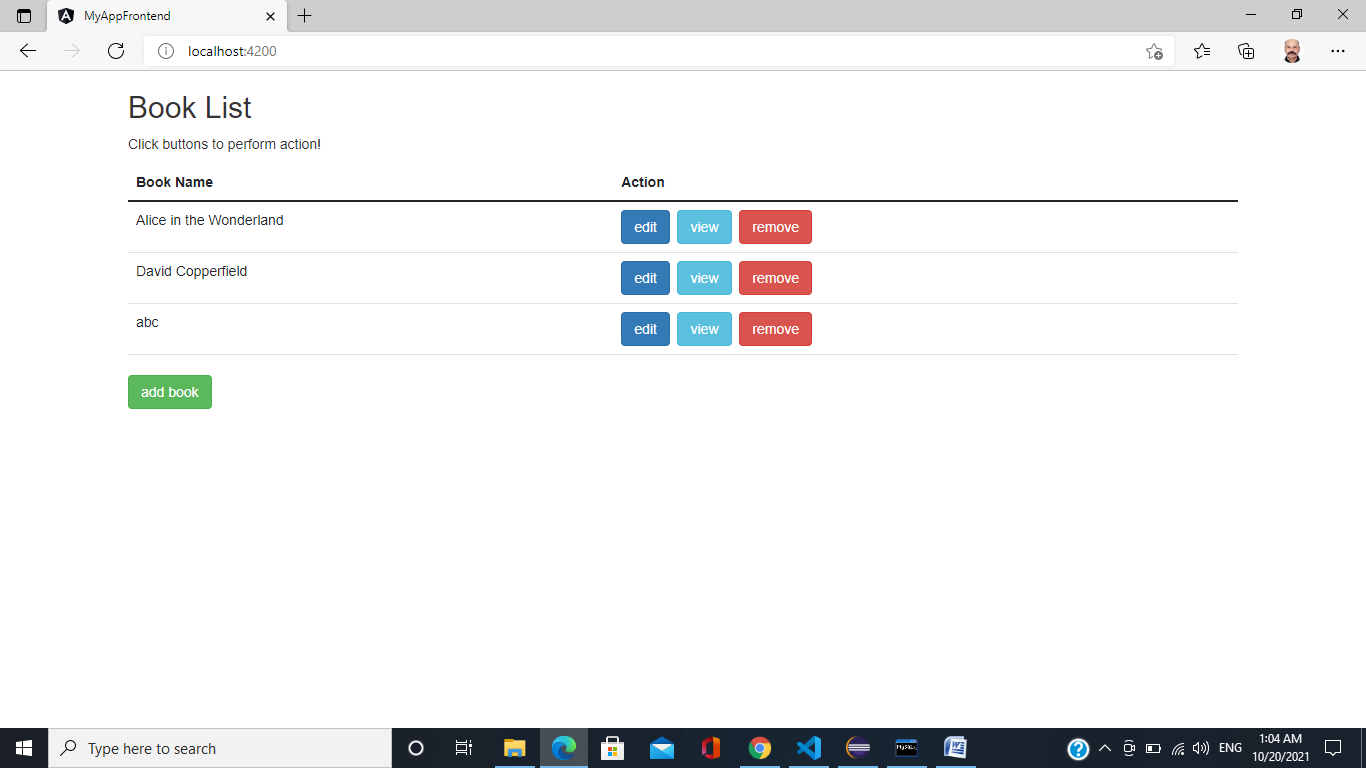 MyAppFrontend
localhost:4200
Book List
Click buttons to perform action!
Book Name Action
Alice in the Wonderland edit view remove
David Copperfield edit view remove
abc edit view remove
add book
Type here to search
ENG
1:04 AM
10/20/2021